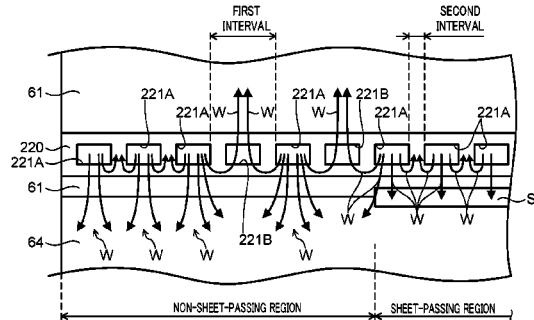 FIRST
INTERVAL
SECOND
INTERVAL
221A
221B
61
221A
221A
W
W
W
221A
221A
220
221A
61
221B
W
W
W
S
64
W
W
W
W
NON-SHEET-PASSING REGION
SHEET-PASSING REGION